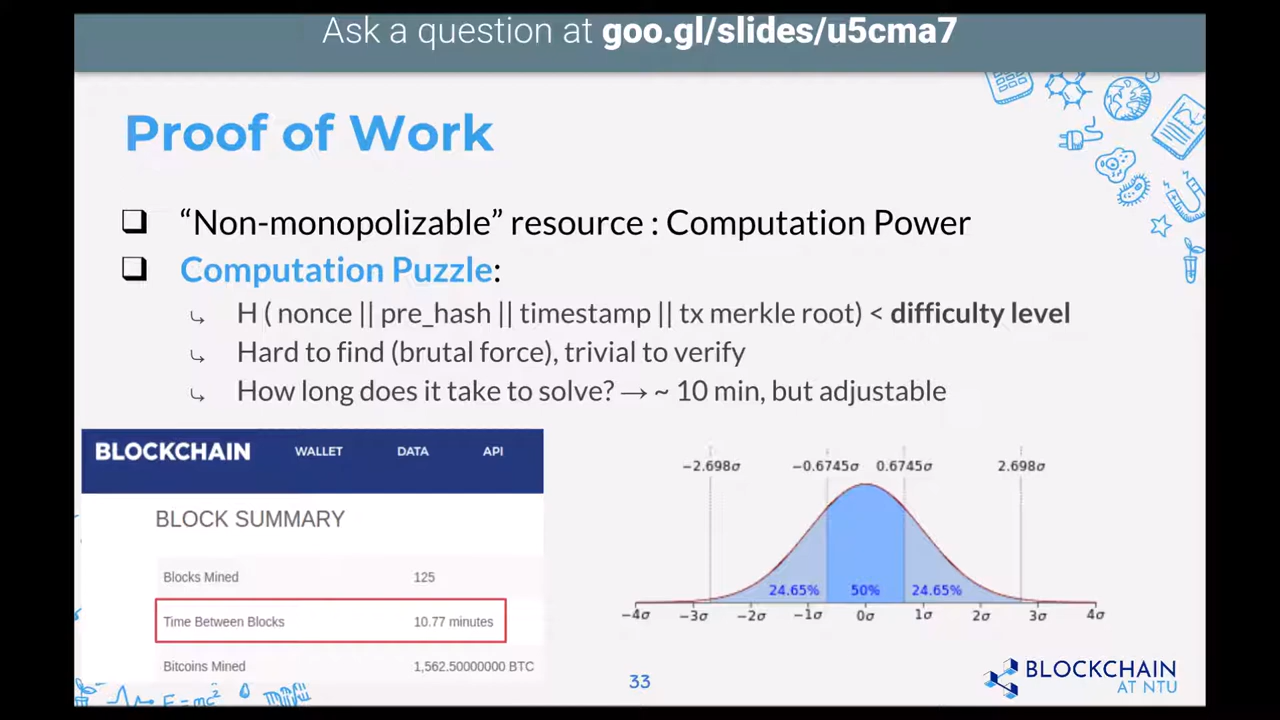 Ask a question at goo.gl/slides/u5cma7
Proof of Work
“Non-monopolizable” resource : Computation Power
Computation Puzzle:
H ( nonce || pre_hash || timestamp || tx merkle root) < difficulty level
Hard to find (brutal force), trivial to verify
How long does it take to solve? → ~ 10 min, but adjustable
BLOCKCHAIN WALLET DATA API
BLOCK SUMMARY
Blocks Mined 125
Time Between Blocks 10.77 minutes
Bitcoins Mined 1,562.50000000 BTC
−2.698σ −0.6745σ 0.6745σ 2.698σ
24.65% 50% 24.65%
−4σ −3σ −2σ −1σ 0σ 1σ 2σ 3σ 4σ
E=mc²
33
BLOCKCHAIN
AT NTU